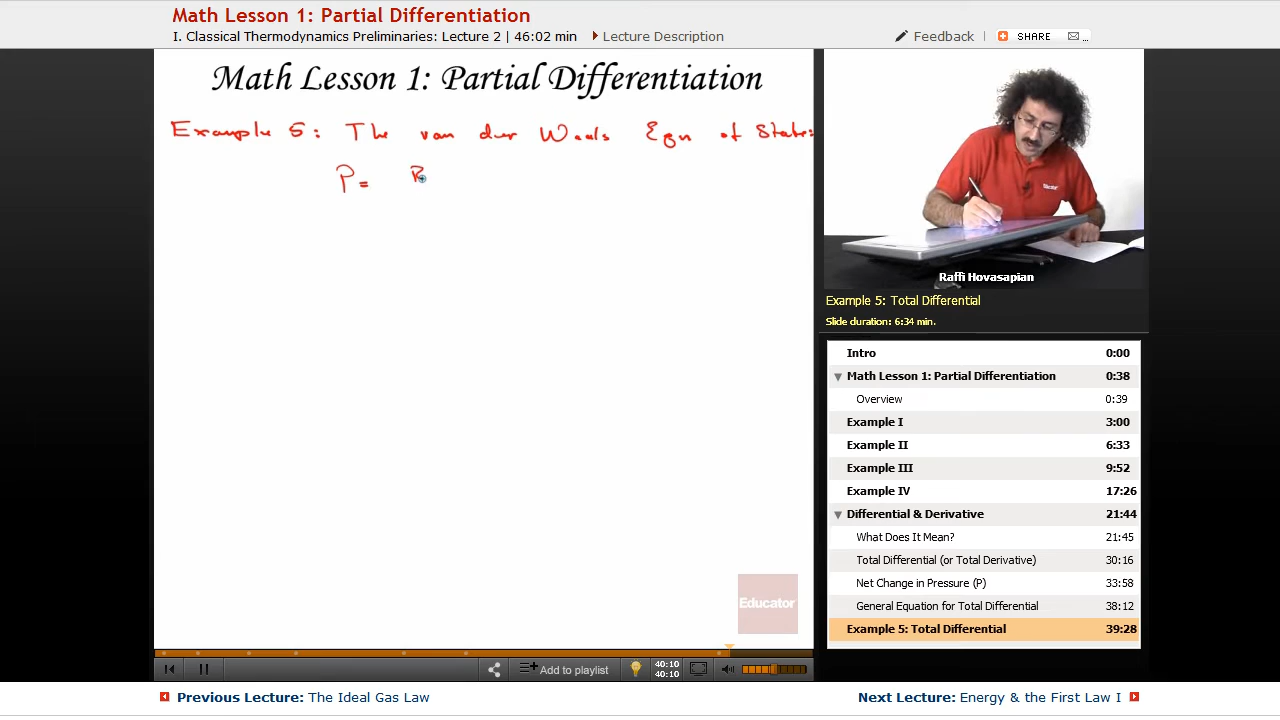 Math Lesson 1: Partial Differentiation
I. Classical Thermodynamics Preliminaries: Lecture 2 | 46:02 min
Lecture Description
Feedback
SHARE
Math Lesson 1: Partial Differentiation
Example 5: The van der Waals Eqn of State:
P =
Educator
Raffi Hovasapian
Example 5: Total Differential
Slide duration: 6:34 min.
Intro 0:00
Math Lesson 1: Partial Differentiation 0:38
Overview 0:39
Example I 3:00
Example II 6:33
Example III 9:52
Example IV 17:26
Differential & Derivative 21:44
What Does It Mean? 21:45
Total Differential (or Total Derivative) 30:16
Net Change in Pressure (P) 33:58
General Equation for Total Differential 38:12
Example 5: Total Differential 39:28
Add to playlist
40:10
40:10
Previous Lecture: The Ideal Gas Law
Next Lecture: Energy & the First Law I